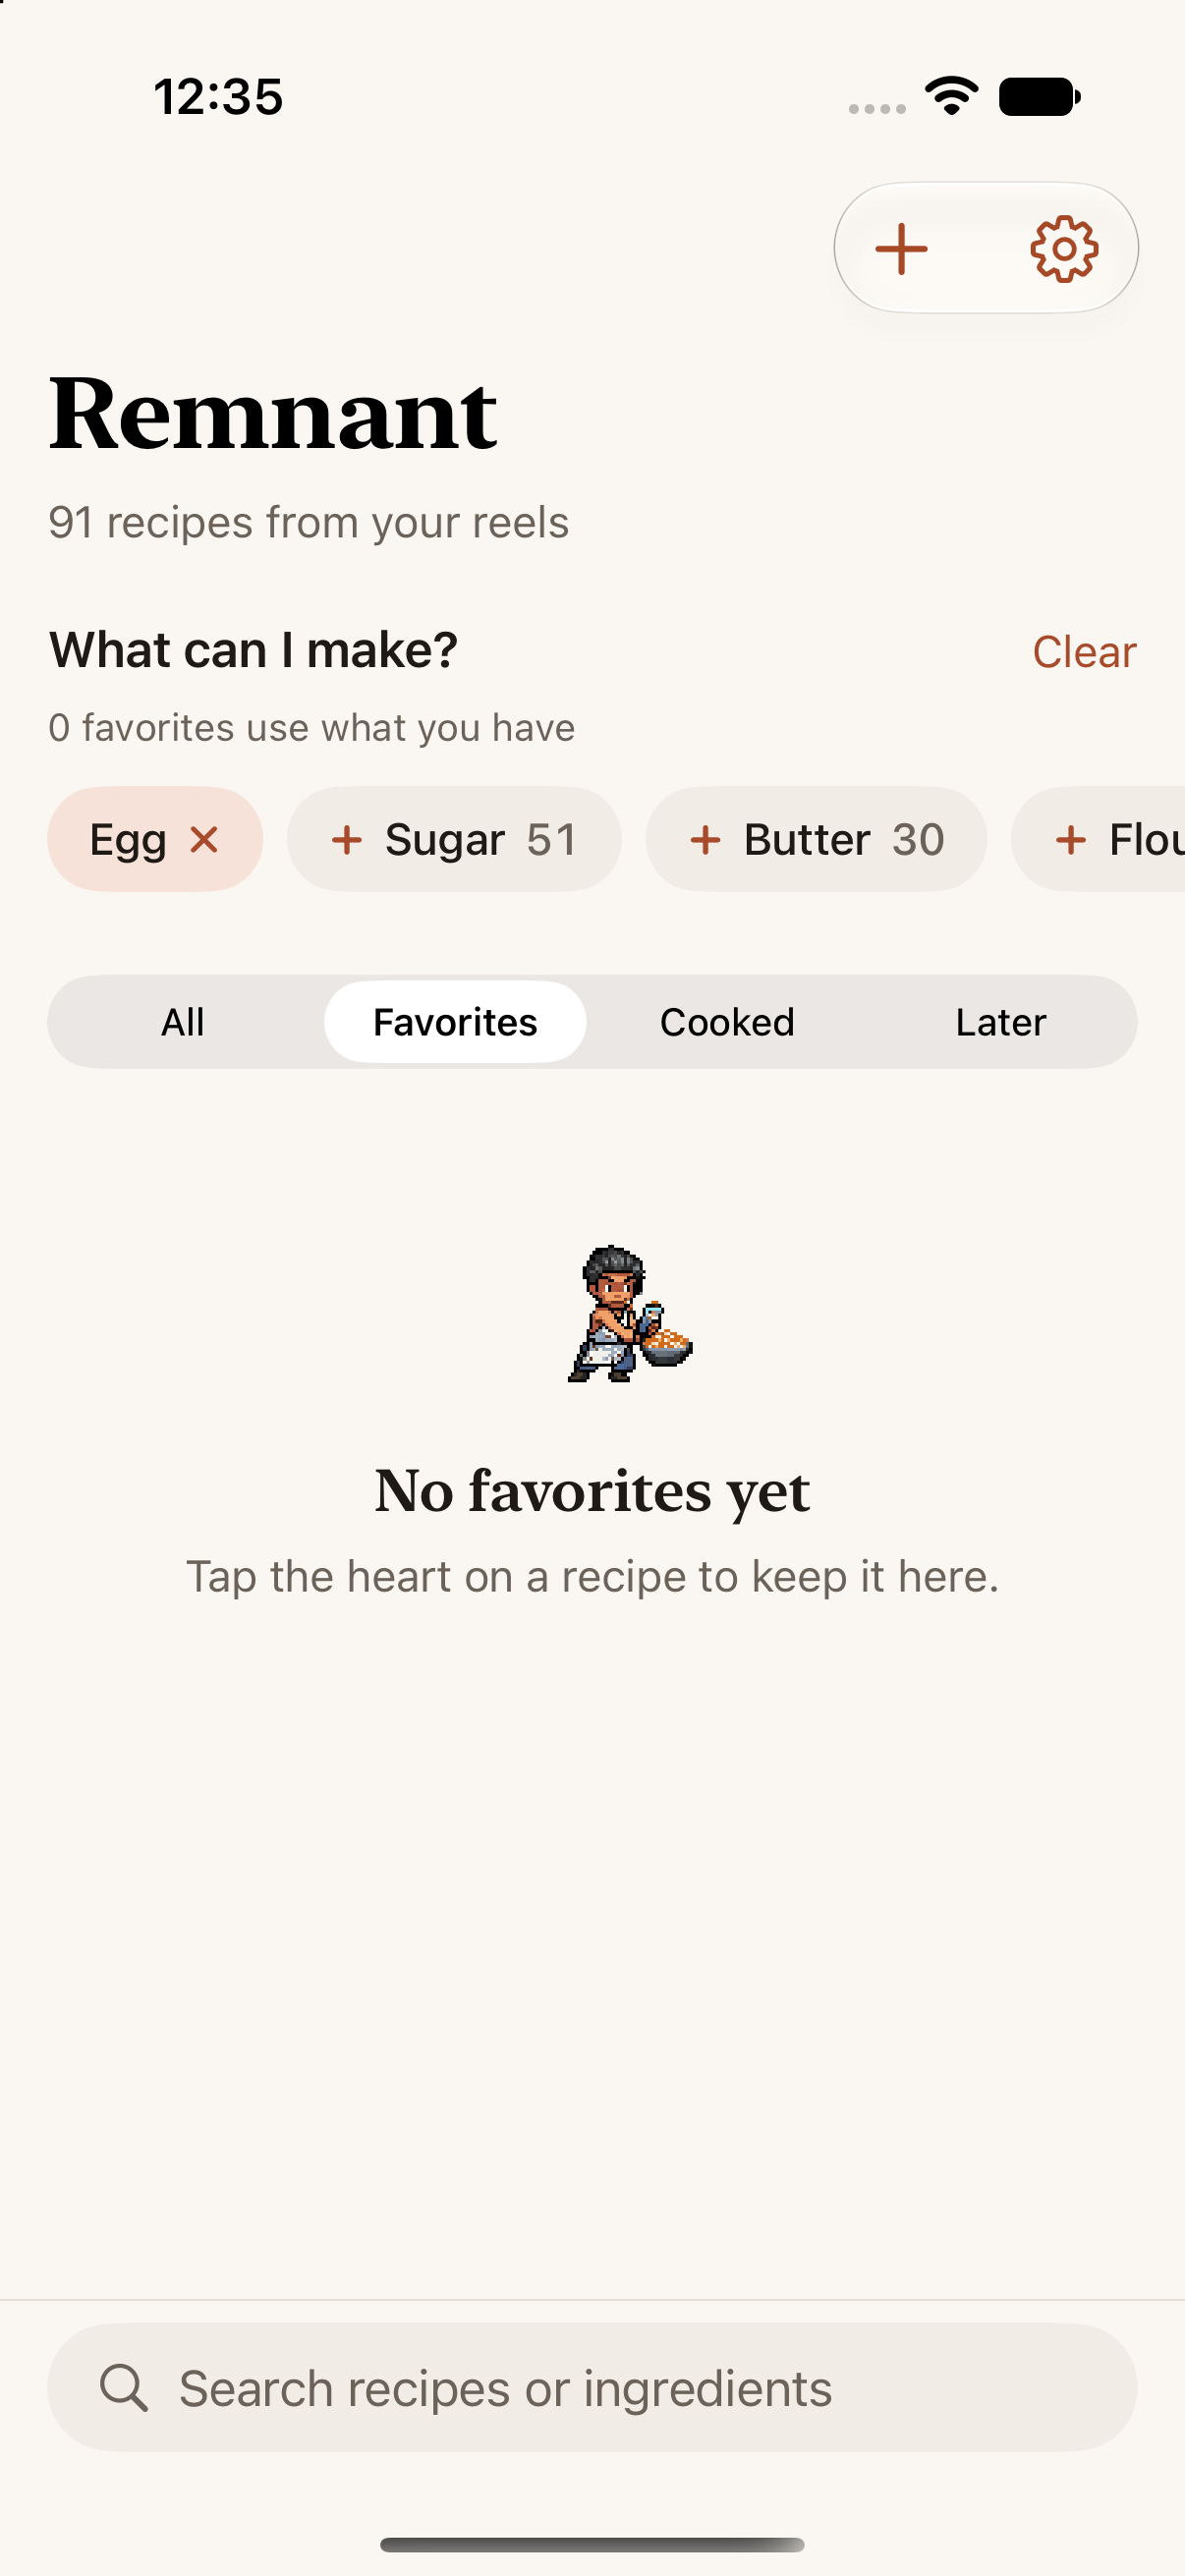 12:35
Remnant
91 recipes from your reels
What can I make? Clear
0 favorites use what you have
Egg Sugar 51 Butter 30 Flou
All Favorites Cooked Later
No favorites yet
Tap the heart on a recipe to keep it here.
Search recipes or ingredients